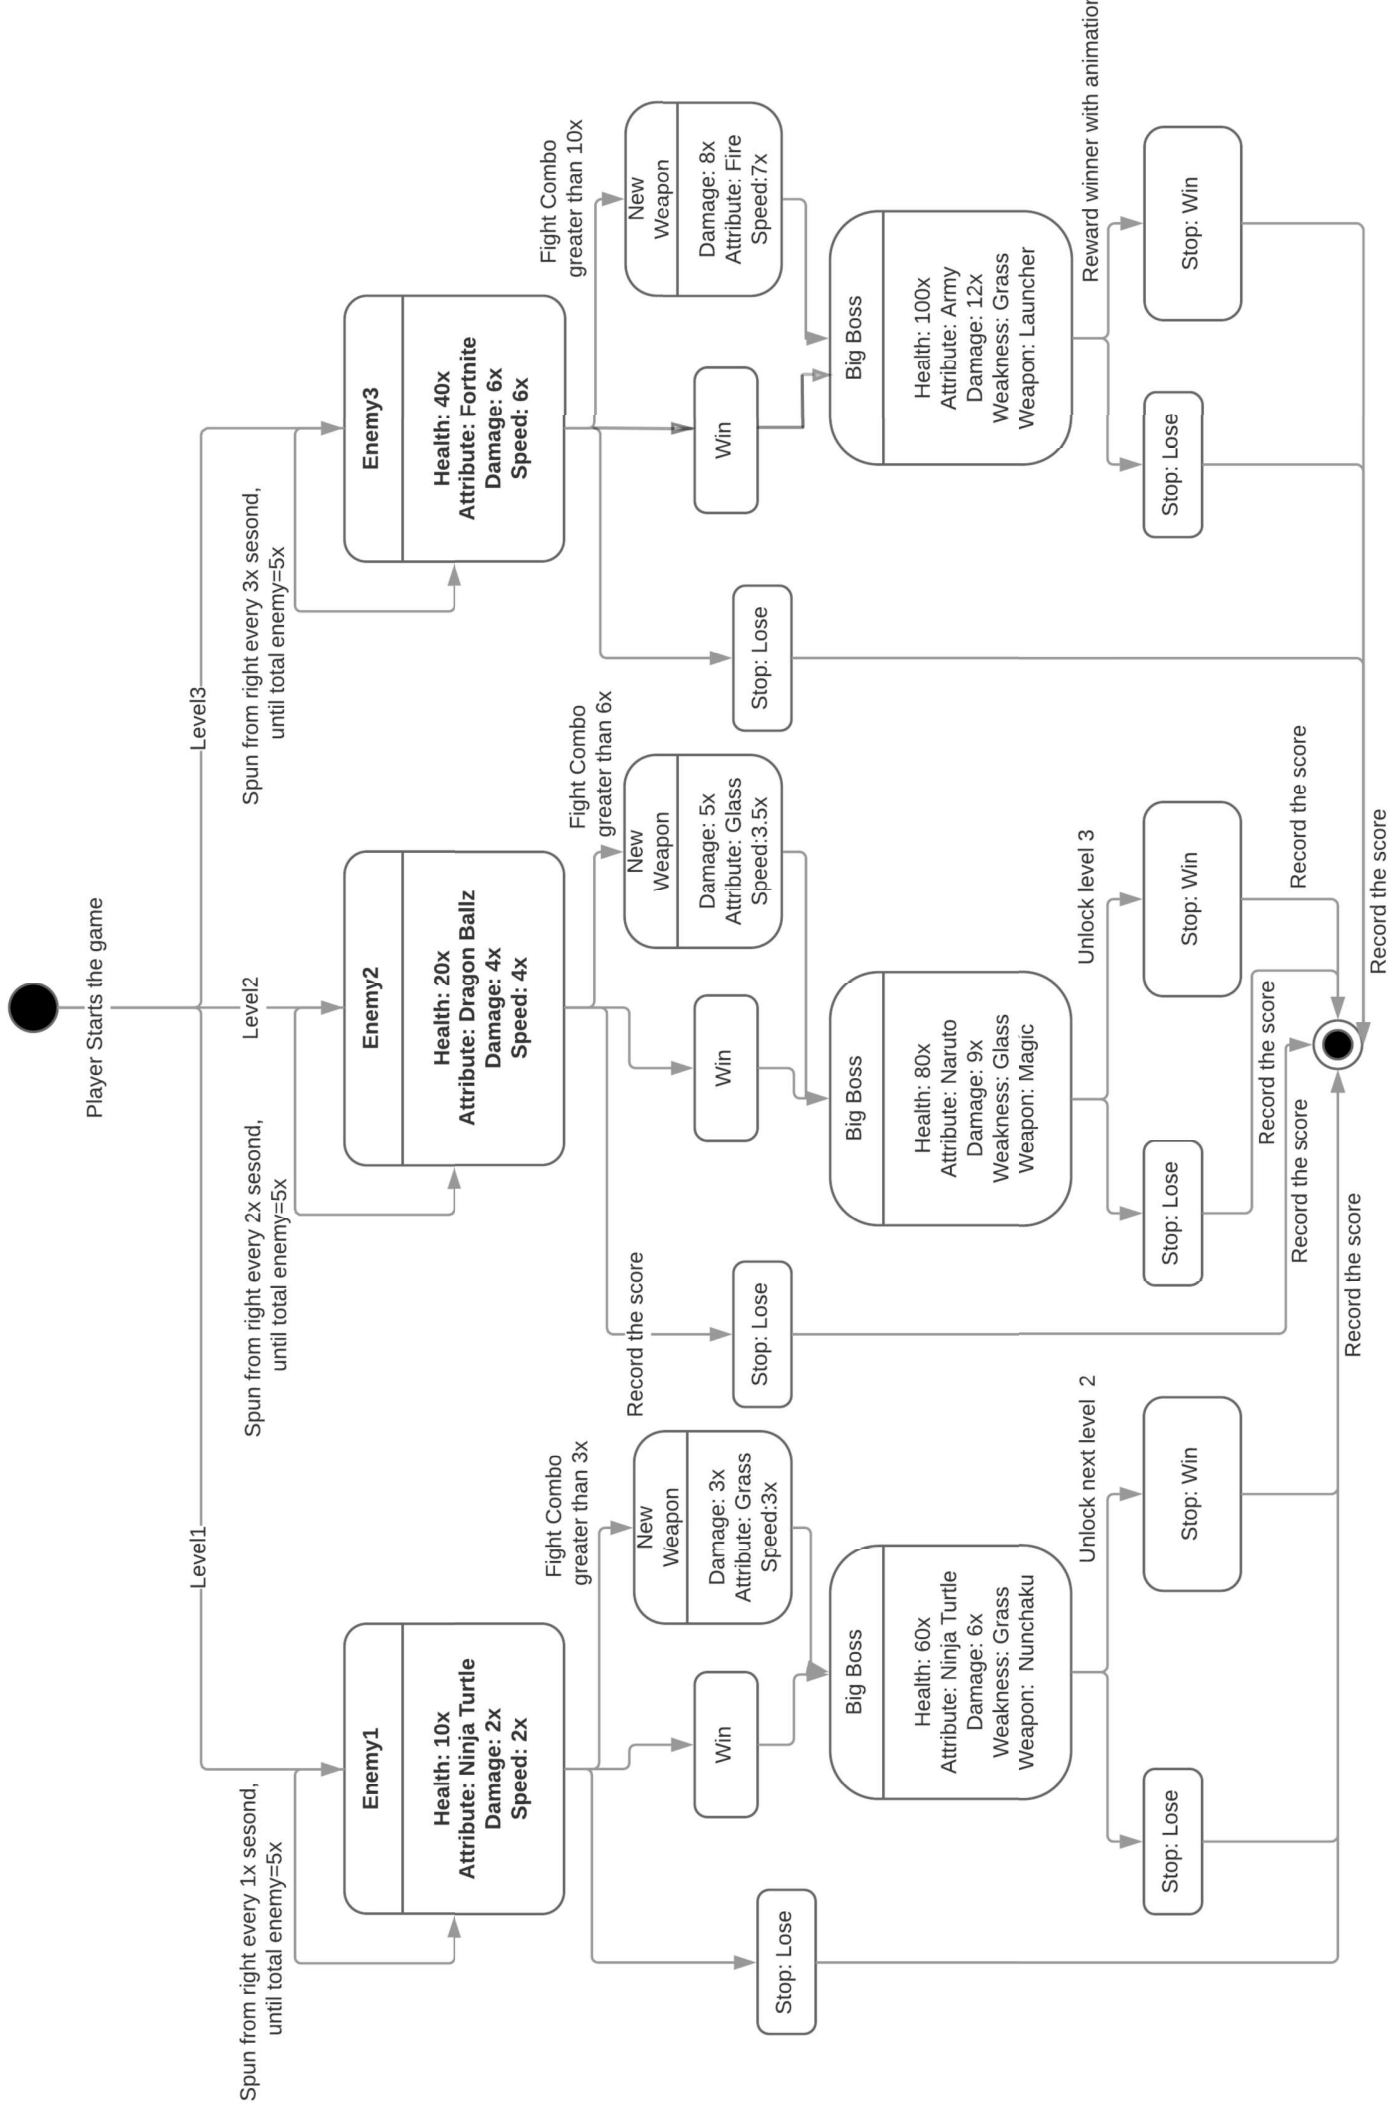 Player Starts the game
Level1
Level2
Level3
Spun from right every 1x sesond,
until total enemy=5x
Spun from right every 2x sesond,
until total enemy=5x
Spun from right every 3x sesond,
until total enemy=5x
Enemy1
Health: 10x
Attribute: Ninja Turtle
Damage: 2x
Speed: 2x
Enemy2
Health: 20x
Attribute: Dragon Ballz
Damage: 4x
Speed: 4x
Enemy3
Health: 40x
Attribute: Fortnite
Damage: 6x
Speed: 6x
Fight Combo
greater than 3x
Record the score
Fight Combo
greater than 6x
Fight Combo
greater than 10x
New
Weapon
Damage: 3x
Attribute: Grass
Speed:3x
New
Weapon
Damage: 5x
Attribute: Glass
Speed:3.5x
New
Weapon
Damage: 8x
Attribute: Fire
Speed:7x
Stop: Lose
Win
Stop: Lose
Win
Stop: Lose
Win
Big Boss
Health: 60x
Attribute: Ninja Turtle
Damage: 6x
Weakness: Grass
Weapon: Nunchaku
Big Boss
Health: 80x
Attribute: Naruto
Damage: 9x
Weakness: Glass
Weapon: Magic
Big Boss
Health: 100x
Attribute: Army
Damage: 12x
Weakness: Grass
Weapon: Launcher
Unlock next level 2
Unlock level 3
Reward winner with animation
Stop: Lose
Stop: Win
Stop: Lose
Stop: Win
Stop: Lose
Stop: Win
Record the score
Record the score
Record the score
Record the score
Record the score